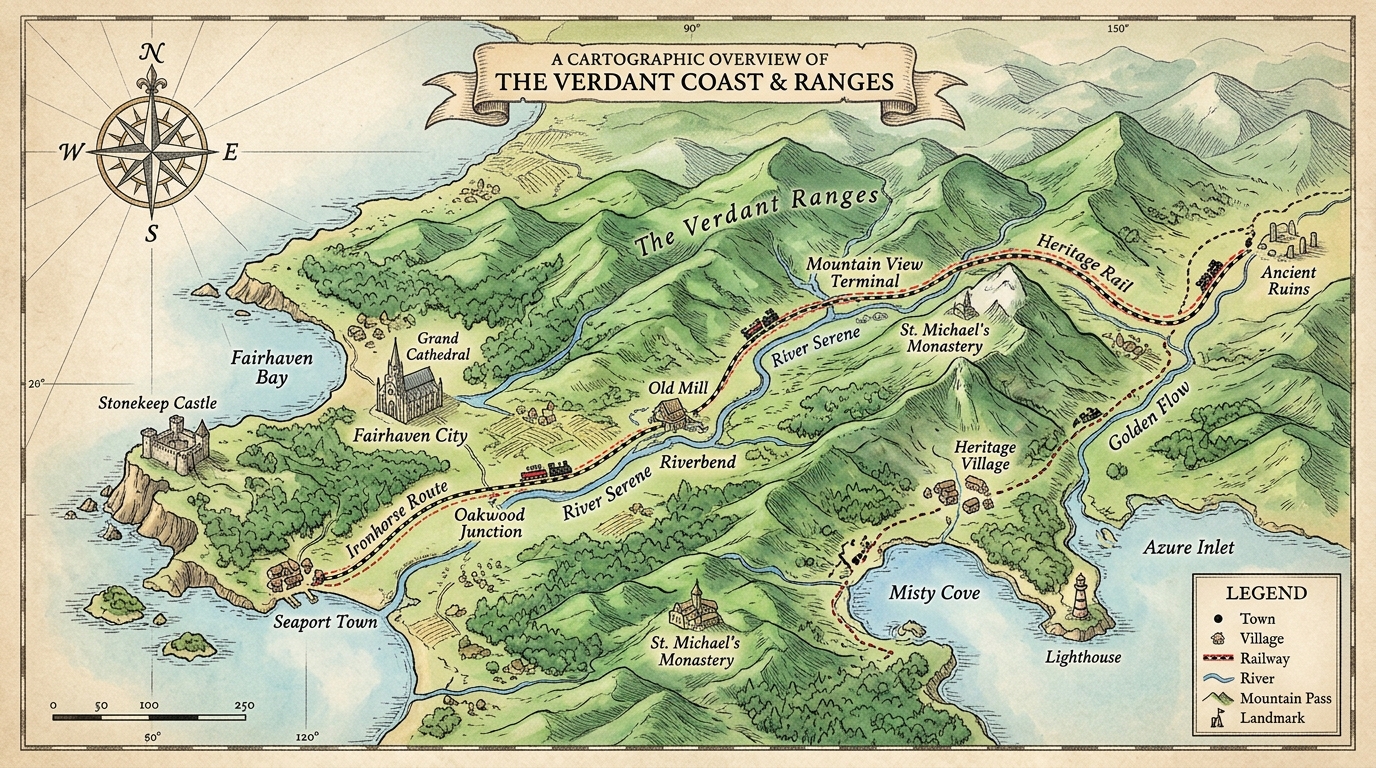 90°
150°
N
W
E
S
A CARTOGRAPHIC OVERVIEW OF
THE VERDANT COAST & RANGES
The Verdant Ranges
Mountain View
Terminal
Heritage Rail
Ancient
Ruins
River Serene
St. Michael's
Monastery
Fairhaven
Bay
Grand
Cathedral
26°
Stonekeep Castle
Fairhaven City
Old Mill
Riverbend
River Serene
Golden Flow
Heritage
Village
Ironhorse Route
Oakwood
Junction
Azure Inlet
Misty Cove
Seaport Town
St. Michael's
Monastery
Lighthouse
LEGEND
Town
Village
Railway
River
Mountain Pass
Landmark
0 50 100 250
50°
120°